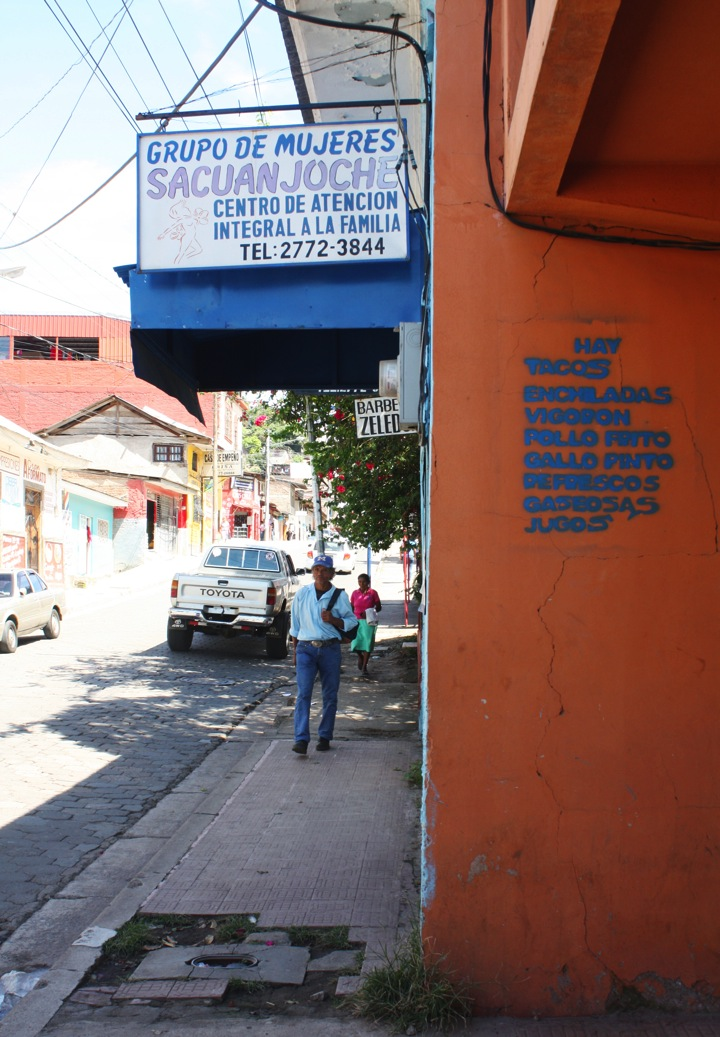 GRUPO DE MUJERES
SACUANJOCHE
CENTRO DE ATENCION
INTEGRAL A LA FAMILIA
TEL: 2772-3844
HAY
TACOS
ENCHILADAS
VIGORON
POLLO FRITO
GALLO PINTO
REFRESCOS
GASEOSAS
JUGOS
BARBE
ZELED
TOYOTA